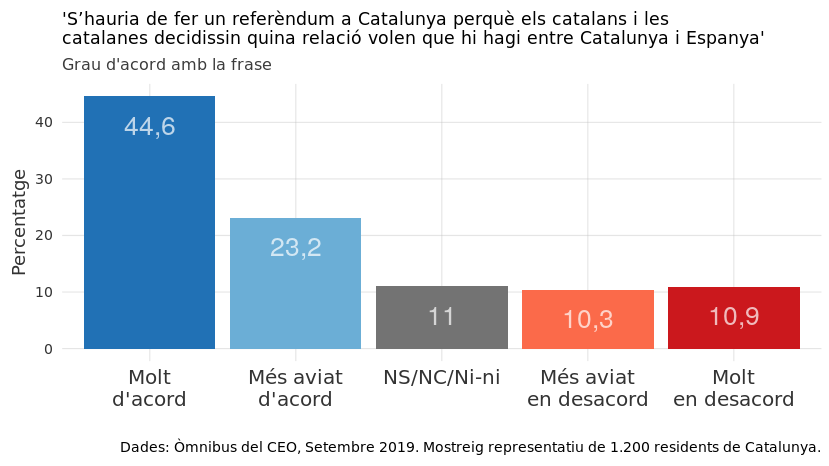 'S’hauria de fer un referèndum a Catalunya perquè els catalans i les
catalanes decidissin quina relació volen que hi hagi entre Catalunya i Espanya'
Grau d'acord amb la frase
Percentatge
40
30
20
10
0
44,6
23,2
11
10,3
10,9
Molt
d'acord
Més aviat
d'acord
NS/NC/Ni-ni
Més aviat
en desacord
Molt
en desacord
Dades: Òmnibus del CEO, Setembre 2019. Mostreig representatiu de 1.200 residents de Catalunya.